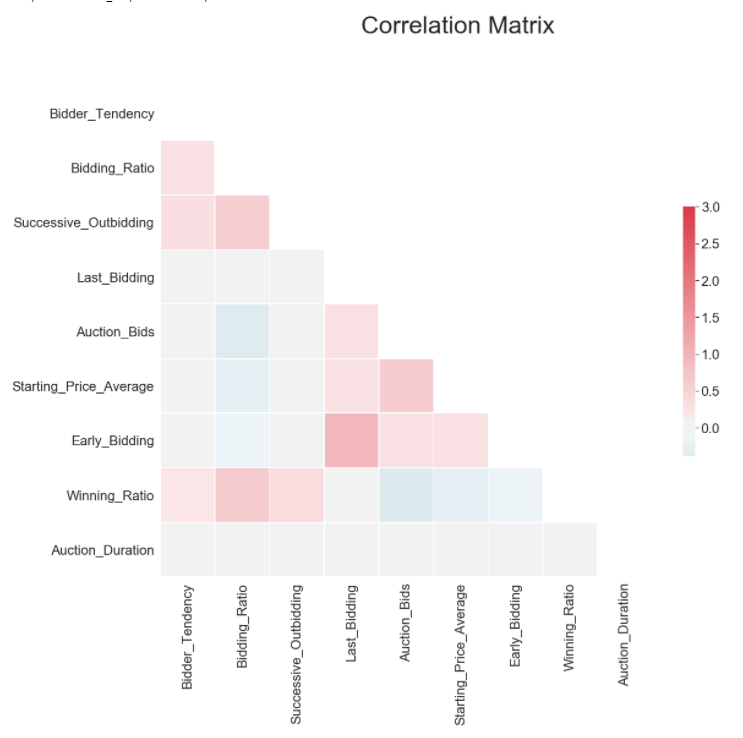 Correlation Matrix
Bidder_Tendency
Bidding_Ratio
Successive_Outbidding
Last_Bidding
Auction_Bids
Starting_Price_Average
Early_Bidding
Winning_Ratio
Auction_Duration
3.0
2.5
2.0
1.5
1.0
0.5
0.0
Bidder_Tendency
Bidding_Ratio
Successive_Outbidding
Last_Bidding
Auction_Bids
Starting_Price_Average
Early_Bidding
Winning_Ratio
Auction_Duration